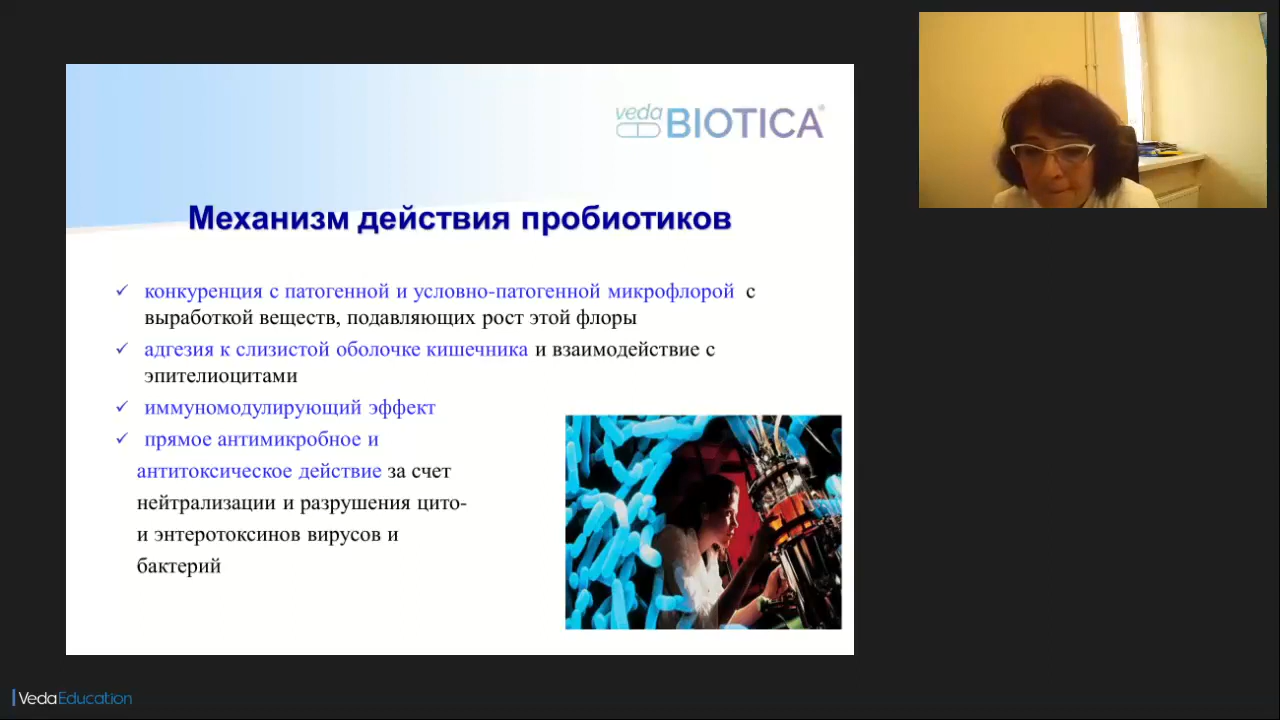 veda
BIOTICA®
Механизм действия пробиотиков
✓ конкуренция с патогенной и условно-патогенной микрофлорой с
выработкой веществ, подавляющих рост этой флоры
✓ адгезия к слизистой оболочке кишечника и взаимодействие с
эпителиоцитами
✓ иммуномодулирующий эффект
✓ прямое антимикробное и
антитоксическое действие за счет
нейтрализации и разрушения цито-
и энтеротоксинов вирусов и
бактерий
VedaEducation